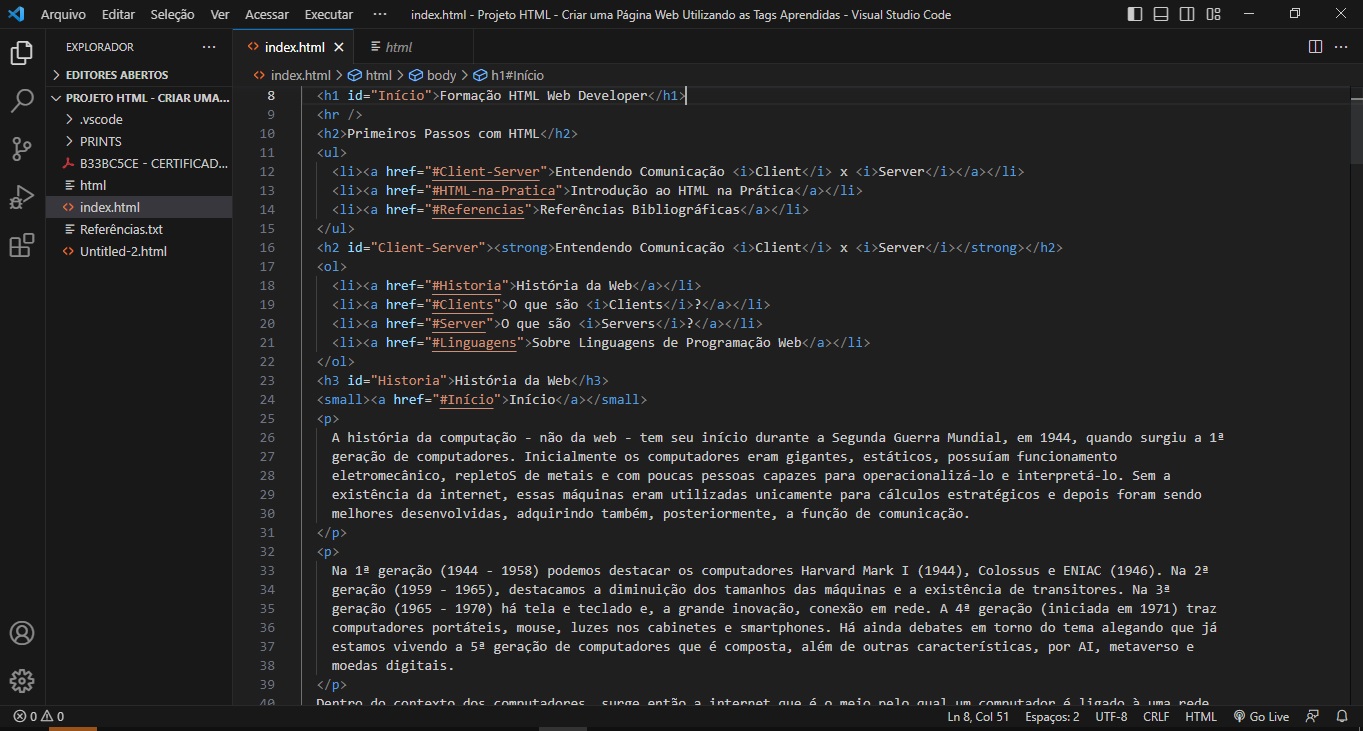 Arquivo Editar Seleção Ver Acessar Executar ··· index.html - Projeto HTML - Criar uma Página Web Utilizando as Tags Aprendidas - Visual Studio Code
EXPLORADOR ···
index.html
html
EDITORES ABERTOS
index.html > html > body > h1#Início
PROJETO HTML - CRIAR UMA...
.vscode
PRINTS
B33BC5CE - CERTIFICAD...
html
index.html
Referências.txt
Untitled-2.html
8 <h1 id="Início">Formação HTML Web Developer</h1>
9 <hr />
10 <h2>Primeiros Passos com HTML</h2>
11 <ul>
12 <li><a href="#Client-Server">Entendendo Comunicação <i>Client</i> x <i>Server</i></a></li>
13 <li><a href="#HTML-na-Pratica">Introdução ao HTML na Prática</a></li>
14 <li><a href="#Referencias">Referências Bibliográficas</a></li>
15 </ul>
16 <h2 id="Client-Server"><strong>Entendendo Comunicação <i>Client</i> x <i>Server</i></strong></h2>
17 <ol>
18 <li><a href="#Historia">História da Web</a></li>
19 <li><a href="#Clients">O que são <i>Clients</i>?</a></li>
20 <li><a href="#Server">O que são <i>Servers</i>?</a></li>
21 <li><a href="#Linguagens">Sobre Linguagens de Programação Web</a></li>
22 </ol>
23 <h3 id="Historia">História da Web</h3>
24 <small><a href="#Início">Início</a></small>
25 <p>
26 A história da computação - não da web - tem seu início durante a Segunda Guerra Mundial, em 1944, quando surgiu a 1ª
27 geração de computadores. Inicialmente os computadores eram gigantes, estáticos, possuíam funcionamento
28 eletromecânico, repletoS de metais e com poucas pessoas capazes para operacionalizá-lo e interpretá-lo. Sem a
29 existência da internet, essas máquinas eram utilizadas unicamente para cálculos estratégicos e depois foram sendo
30 melhores desenvolvidas, adquirindo também, posteriormente, a função de comunicação.
31 </p>
32 <p>
33 Na 1ª geração (1944 - 1958) podemos destacar os computadores Harvard Mark I (1944), Colossus e ENIAC (1946). Na 2ª
34 geração (1959 - 1965), destacamos a diminuição dos tamanhos das máquinas e a existência de transitores. Na 3ª
35 geração (1965 - 1970) há tela e teclado e, a grande inovação, conexão em rede. A 4ª geração (iniciada em 1971) traz
36 computadores portáteis, mouse, luzes nos cabinetes e smartphones. Há ainda debates em torno do tema alegando que já
37 estamos vivendo a 5ª geração de computadores que é composta, além de outras características, por AI, metaverso e
38 moedas digitais.
39 </p>
40 Dentro do contexto dos computadores, surge então a internet que é o meio pelo qual um computador é ligado à uma rede
0 0 Ln 8, Col 51 Espaços: 2 UTF-8 CRLF HTML Go Live